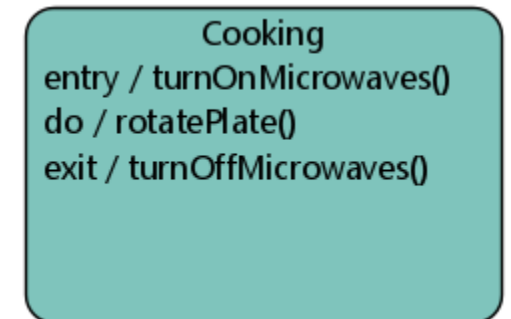 Cooking
entry / turnOnMicrowaves()
do / rotatePlate()
exit / turnOffMicrowaves()